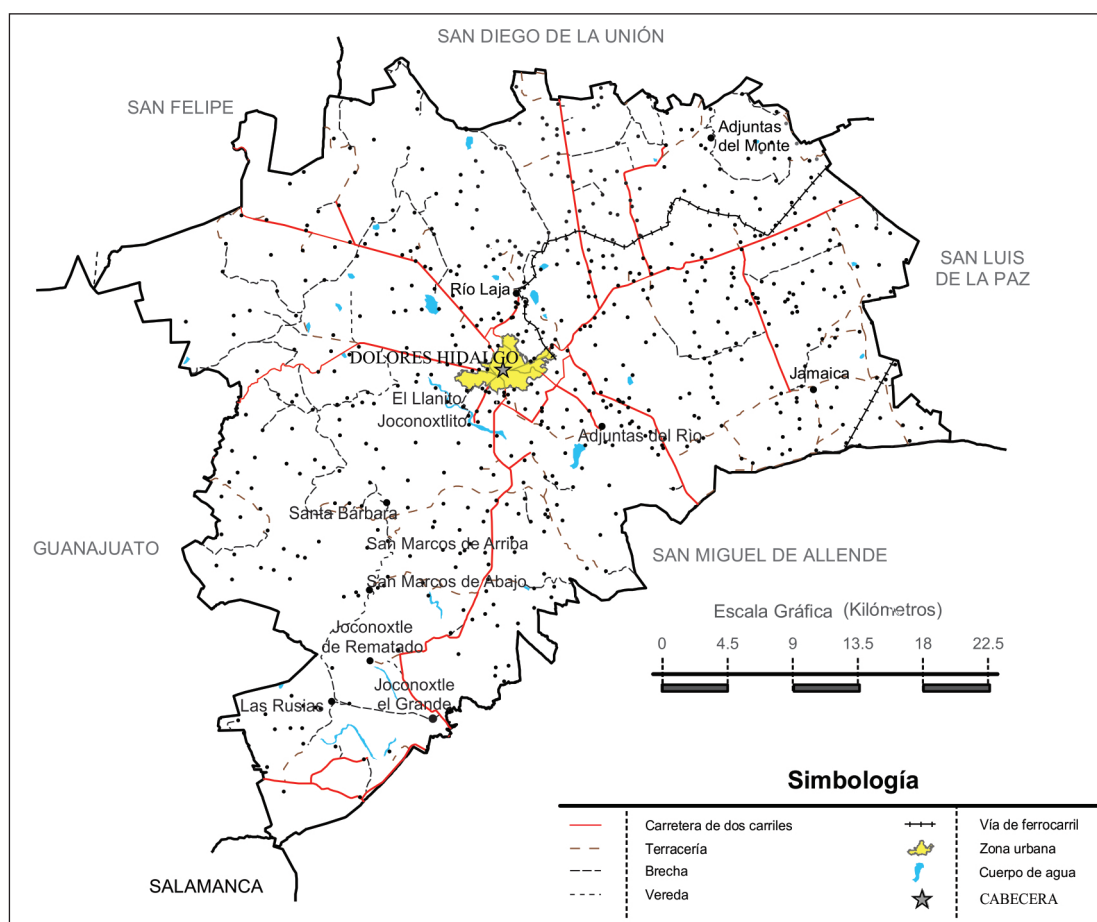 SAN DIEGO DE LA UNIÓN
SAN FELIPE
Adjuntas
del Monte
SAN LUIS
DE LA PAZ
Río Laja
DOLORES HIDALGO
Jamaica
El Llanito
Joconoxtlito
Adjuntas del Rìo
Santa Bárbara
GUANAJUATO
San Marcos de Arriba
SAN MIGUEL DE ALLENDE
San Marcos de Abajo
Escala Gráfica (Kilómetros)
Joconoxtle
de Rematado
0 4.5 9 13.5 18 22.5
Joconoxtle
el Grande
Las Rusias
Simbología
Carretera de dos carriles
Terracería
Brecha
Vereda
Vía de ferrocarril
Zona urbana
Cuerpo de agua
CABECERA
SALAMANCA